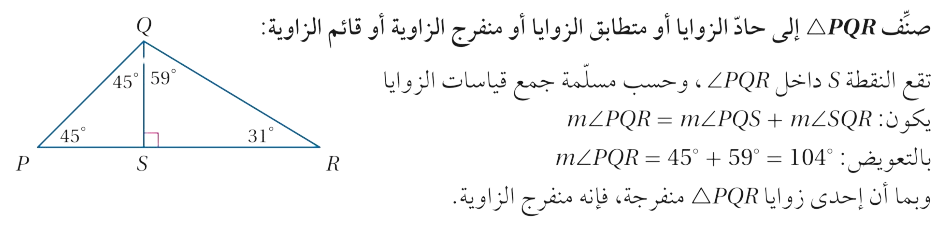 صنِّف △PQR إلى حادّ الزوايا أو متطابق الزوايا أو منفرج الزاوية أو قائم الزاوية:
تقع النقطة S داخل ∠PQR ، وحسب مسلّمة جمع قياسات الزوايا
يكون: m∠PQR = m∠PQS + m∠SQR
بالتعويض: m∠PQR = 45° + 59° = 104°
وبما أن إحدى زوايا △PQR منفرجة، فإنه منفرج الزاوية.
Q
45° 59°
45° 31°
P S R